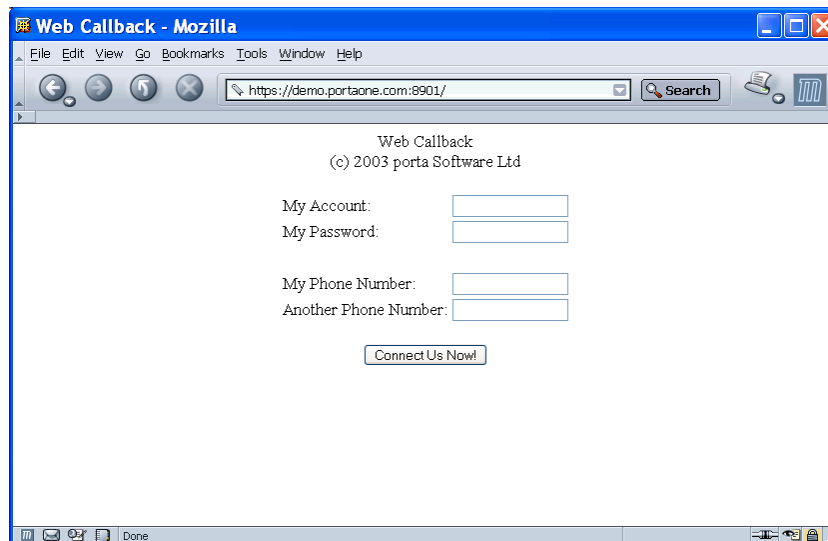 Web Callback - Mozilla
File Edit View Go Bookmarks Tools Window Help
https://demo.portaone.com:8901/ Search
Web Callback
(c) 2003 porta Software Ltd
My Account:
My Password:
My Phone Number:
Another Phone Number:
Connect Us Now!
Done